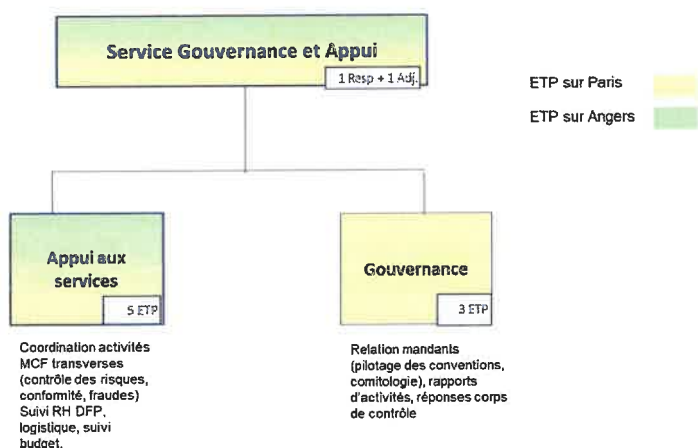 Service Gouvernance et Appui
1 Resp + 1 Adj.
ETP sur Paris
ETP sur Angers
Appui aux
services
5 ETP
Coordination activités
MCF transverses
(contrôle des risques,
conformité, fraudes)
Suivi RH DFP,
logistique, suivi
budget.
Gouvernance
3 ETP
Relation mandants
(pilotage des conventions,
comitologie), rapports
d'activités, réponses corps
de contrôle